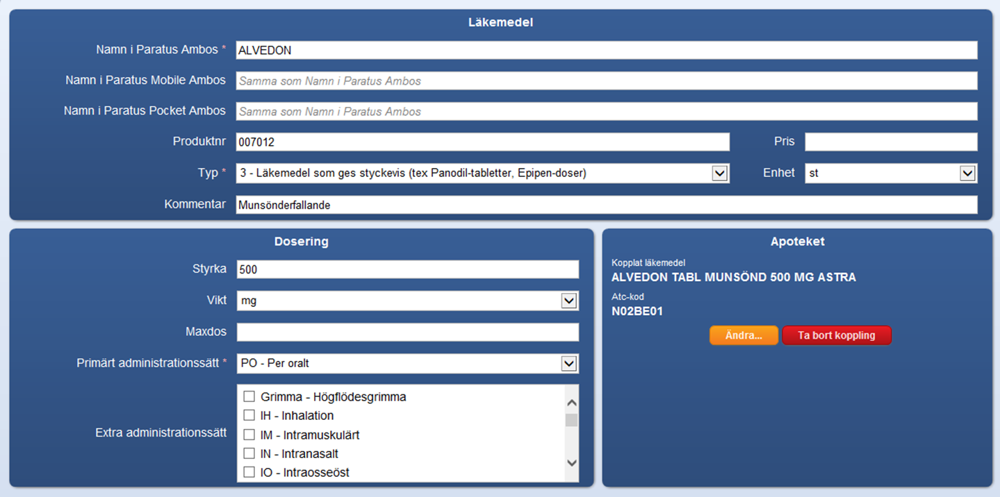 Läkemedel
Namn i Paratus Ambos * ALVEDON
Namn i Paratus Mobile Ambos Samma som Namn i Paratus Ambos
Namn i Paratus Pocket Ambos Samma som Namn i Paratus Ambos
Produktnr 007012 Pris
Typ * 3 - Läkemedel som ges styckevis (tex Panodil-tabletter, Epipen-doser) Enhet st
Kommentar Munsönderfallande
Dosering
Styrka 500
Vikt mg
Maxdos
Primärt administrationssätt * PO - Per oralt
Extra administrationssätt
Grimma - Högflödesgrimma
IH - Inhalation
IM - Intramuskulärt
IN - Intranasalt
IO - Intraosseöst
Apoteket
Kopplat läkemedel
ALVEDON TABL MUNSÖND 500 MG ASTRA
Atc-kod
N02BE01
Ändra... Ta bort koppling